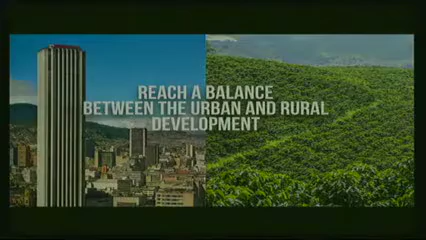 REACH A BALANCE
BETWEEN THE URBAN AND RURAL
DEVELOPMENT